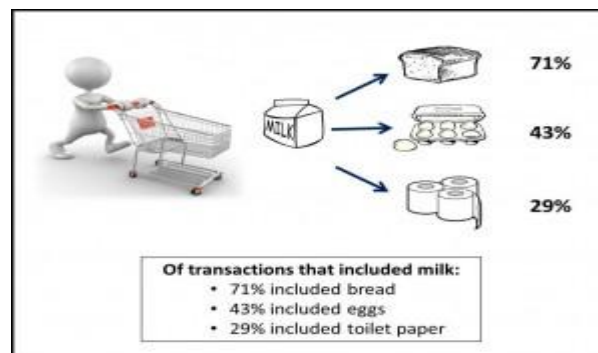 71%
MILK
43%
29%
Of transactions that included milk:
• 71% included bread
• 43% included eggs
• 29% included toilet paper